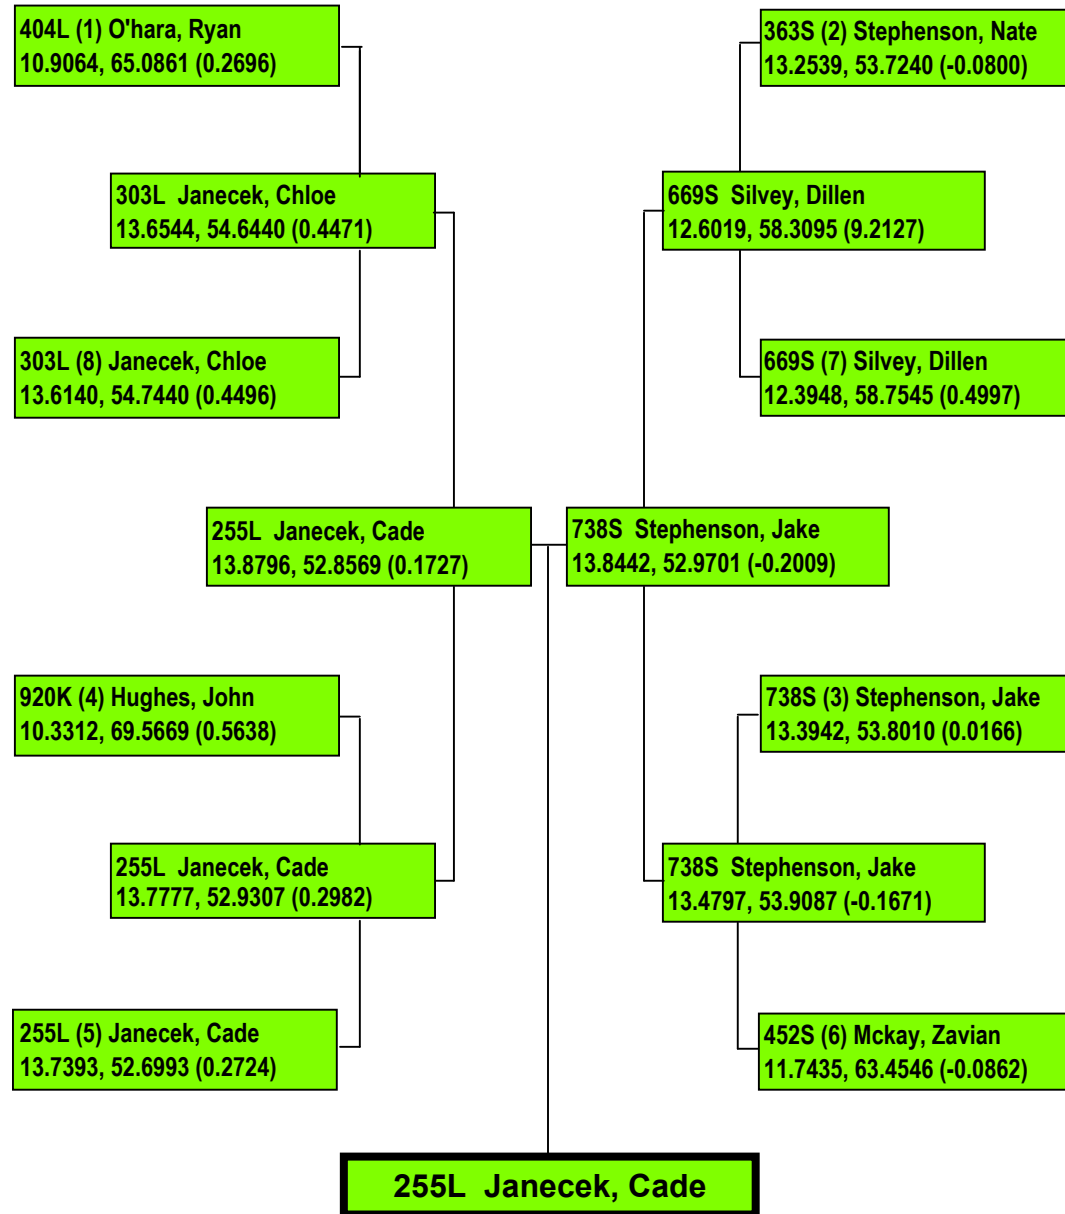 404L (1) O'hara, Ryan
10.9064, 65.0861 (0.2696)
363S (2) Stephenson, Nate
13.2539, 53.7240 (-0.0800)
303L  Janecek, Chloe
13.6544, 54.6440 (0.4471)
669S  Silvey, Dillen
12.6019, 58.3095 (9.2127)
303L (8) Janecek, Chloe
13.6140, 54.7440 (0.4496)
669S (7) Silvey, Dillen
12.3948, 58.7545 (0.4997)
255L  Janecek, Cade
13.8796, 52.8569 (0.1727)
738S  Stephenson, Jake
13.8442, 52.9701 (-0.2009)
920K (4) Hughes, John
10.3312, 69.5669 (0.5638)
738S (3) Stephenson, Jake
13.3942, 53.8010 (0.0166)
255L  Janecek, Cade
13.7777, 52.9307 (0.2982)
738S  Stephenson, Jake
13.4797, 53.9087 (-0.1671)
255L (5) Janecek, Cade
13.7393, 52.6993 (0.2724)
452S (6) Mckay, Zavian
11.7435, 63.4546 (-0.0862)
255L  Janecek, Cade